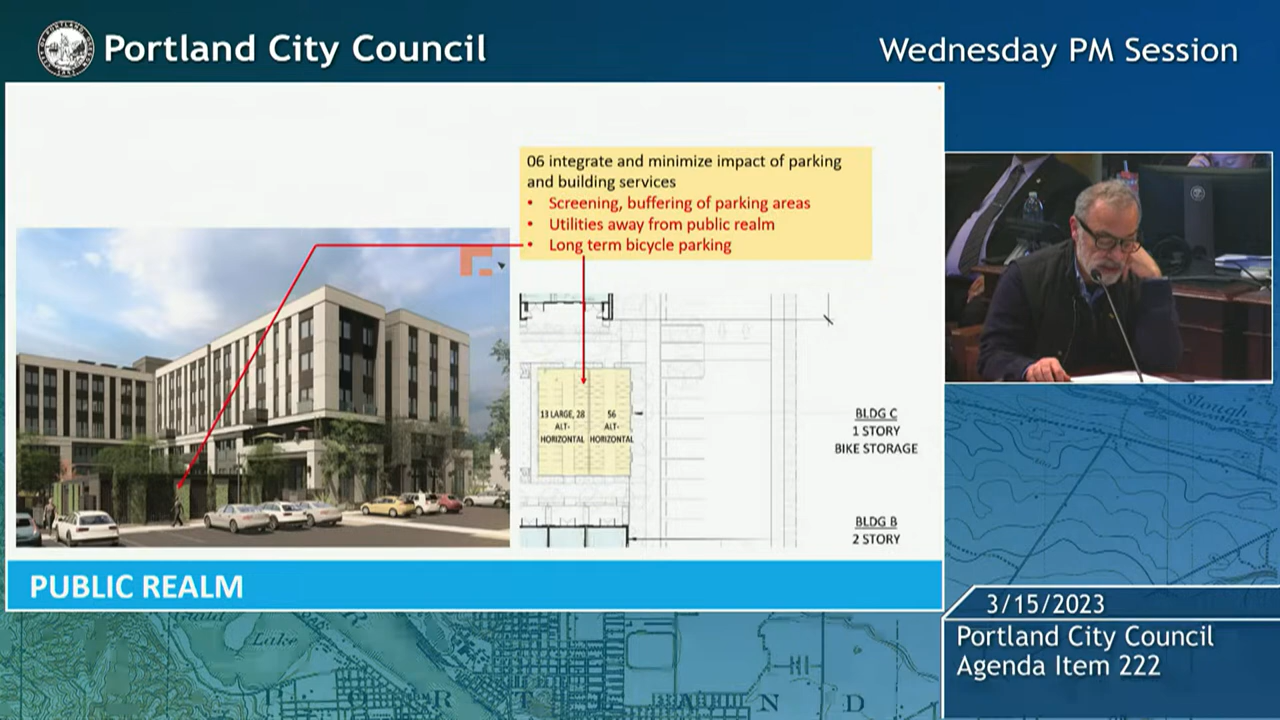 Portland City Council
Wednesday PM Session
06 integrate and minimize impact of parking
and building services
• Screening, buffering of parking areas
• Utilities away from public realm
• Long term bicycle parking
13 LARGE, 28
ALT-
HORIZONTAL
56
ALT-
HORIZONTAL
BLDG C
1 STORY
BIKE STORAGE
BLDG B
2 STORY
PUBLIC REALM
Slough
3/15/2023
Portland City Council
Agenda Item 222
Guild
Lake
R T L A N D